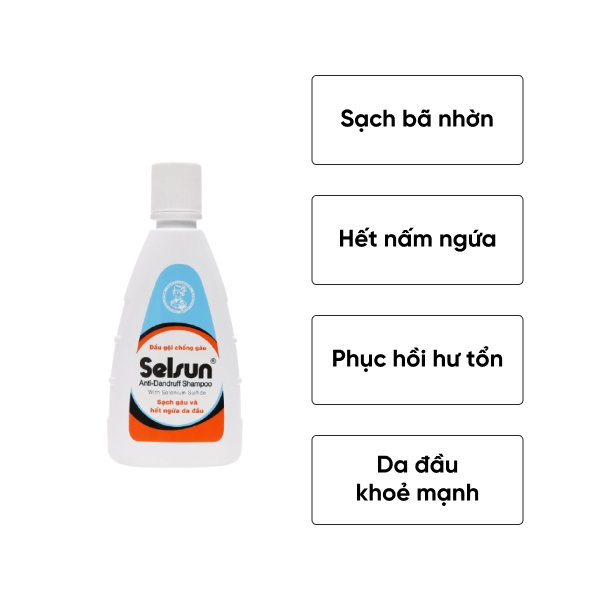 Dầu gội chống gàu
Selsun®
Anti-Dandruff Shampoo
With Selenium Sulfide
Sạch gàu và
hết ngứa da đầu
Sạch bã nhờn
Hết nấm ngứa
Phục hồi hư tổn
Da đầu
khoẻ mạnh